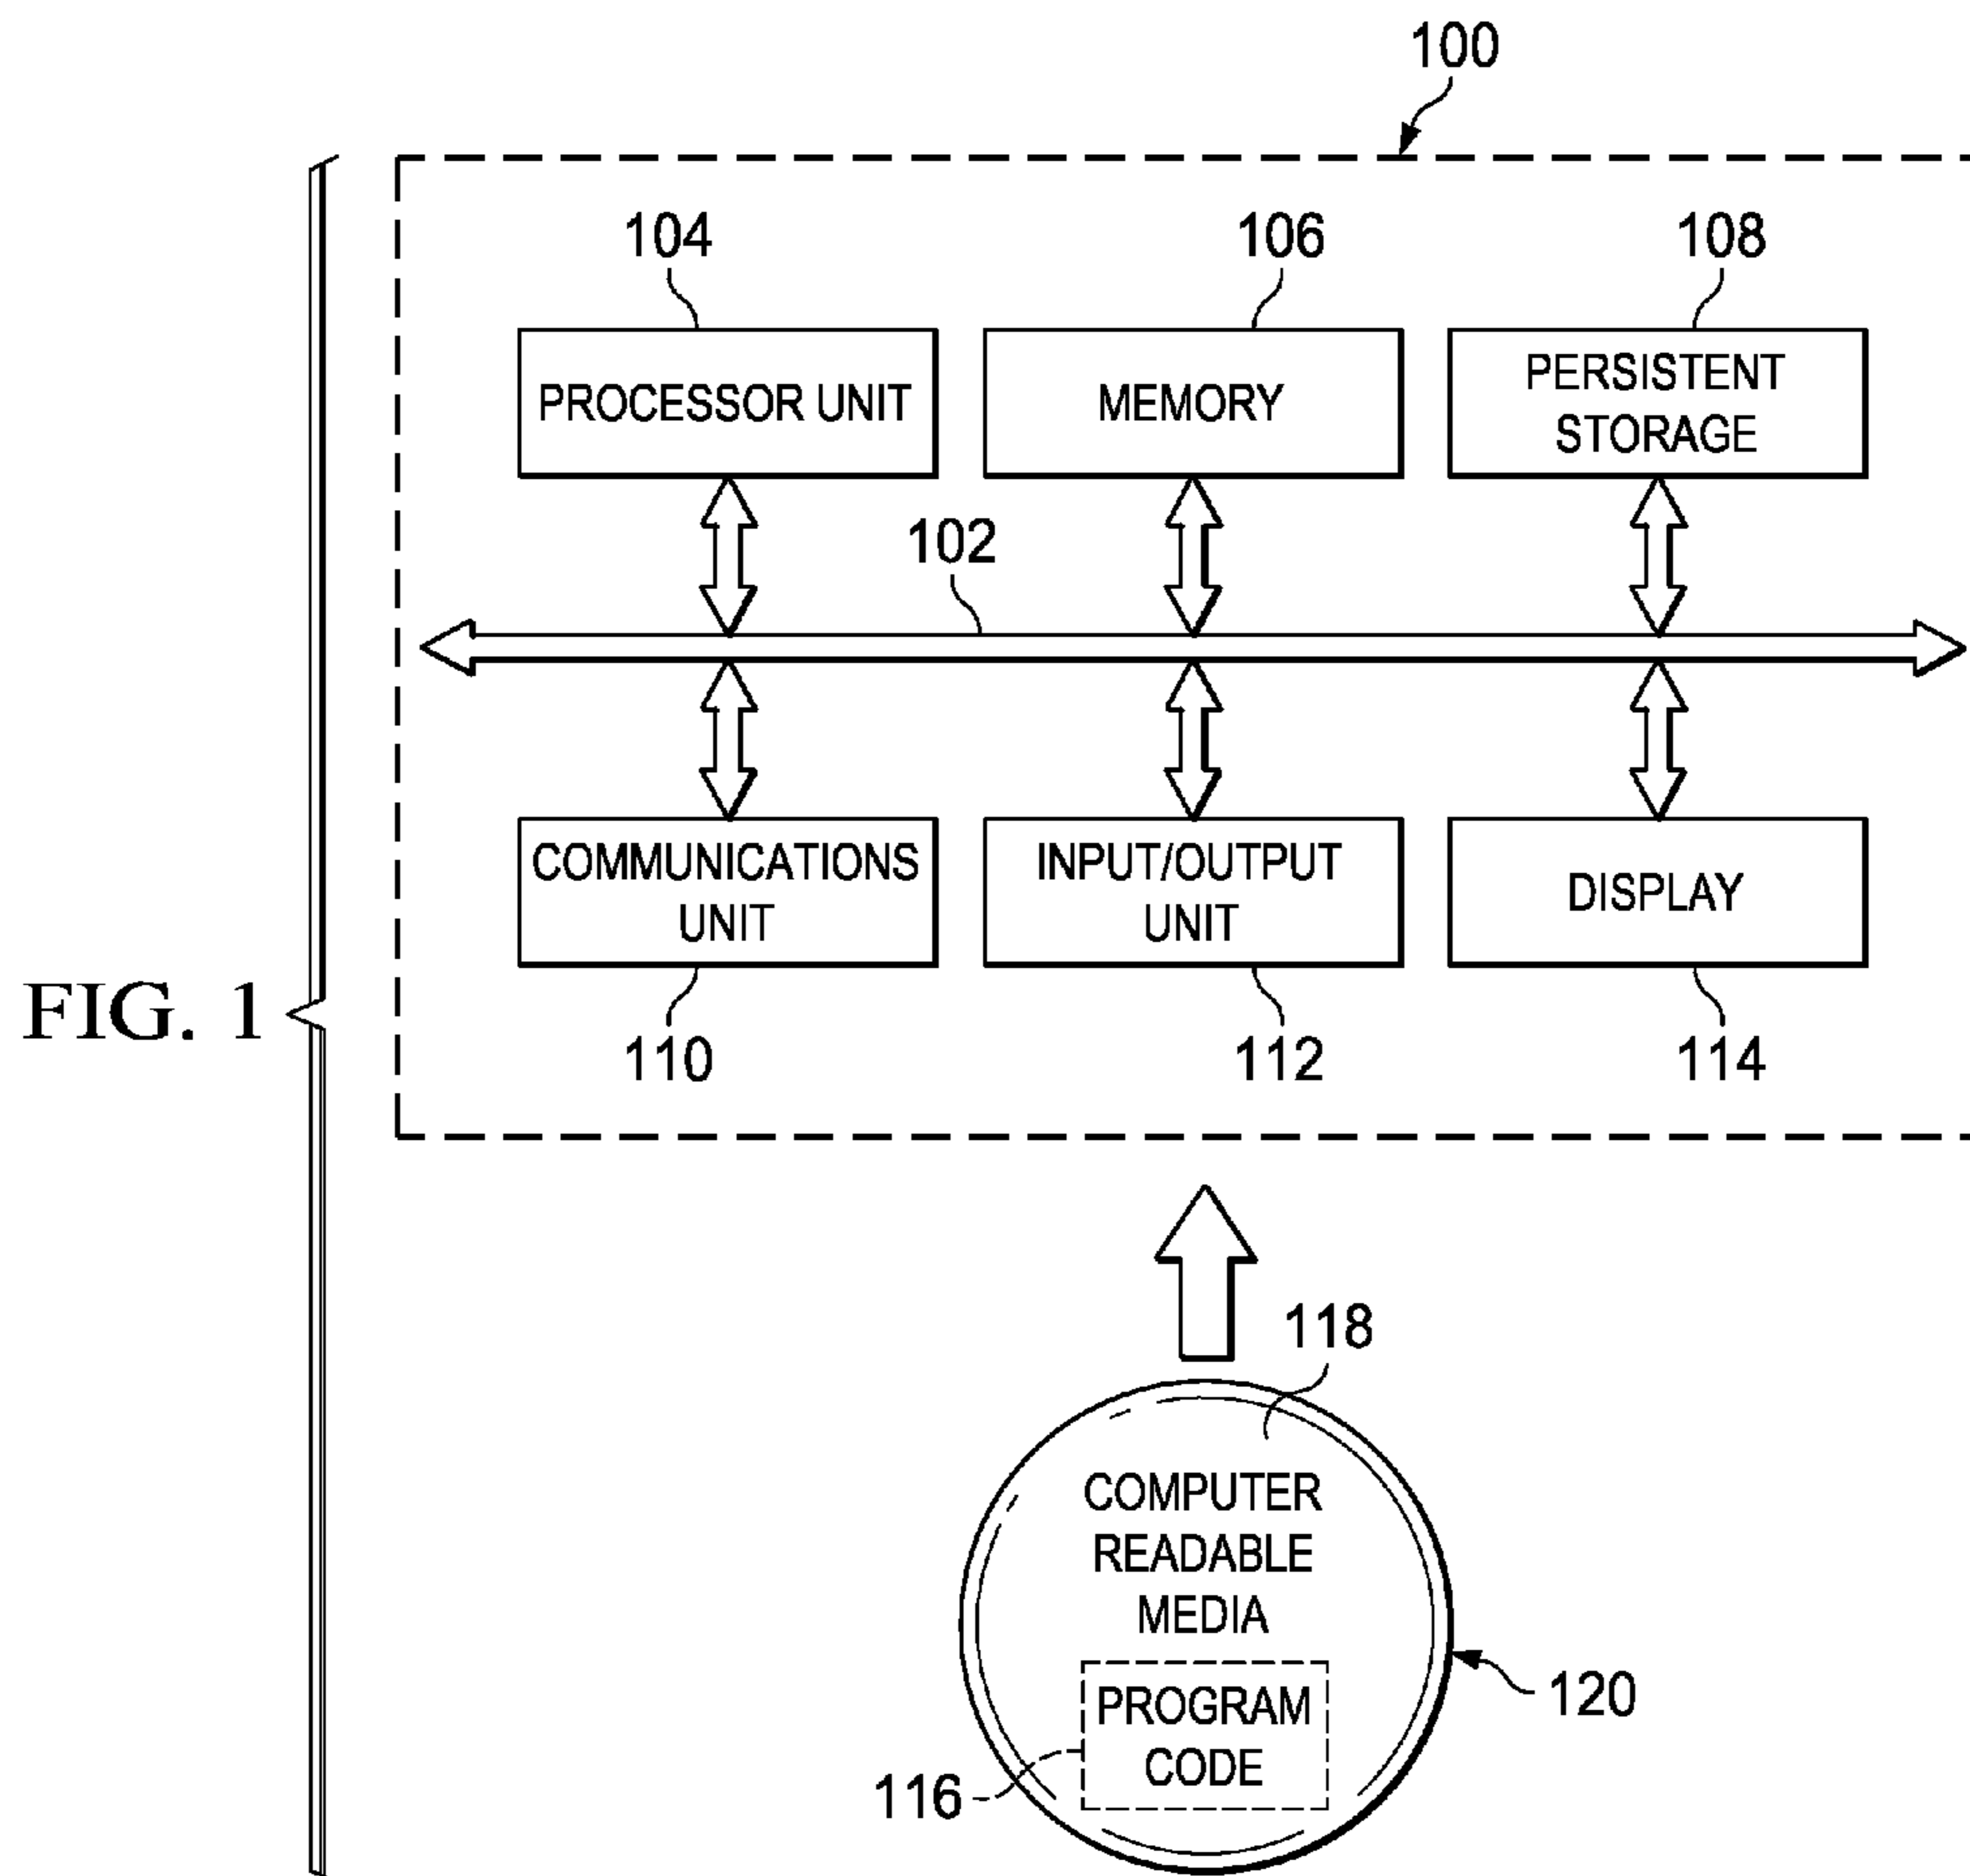 100
104
106
108
PROCESSOR UNIT
MEMORY
PERSISTENT
STORAGE
102
COMMUNICATIONS
UNIT
INPUT/OUTPUT
UNIT
DISPLAY
FIG. 1
110
112
114
118
COMPUTER
READABLE
MEDIA
PROGRAM
CODE
120
116